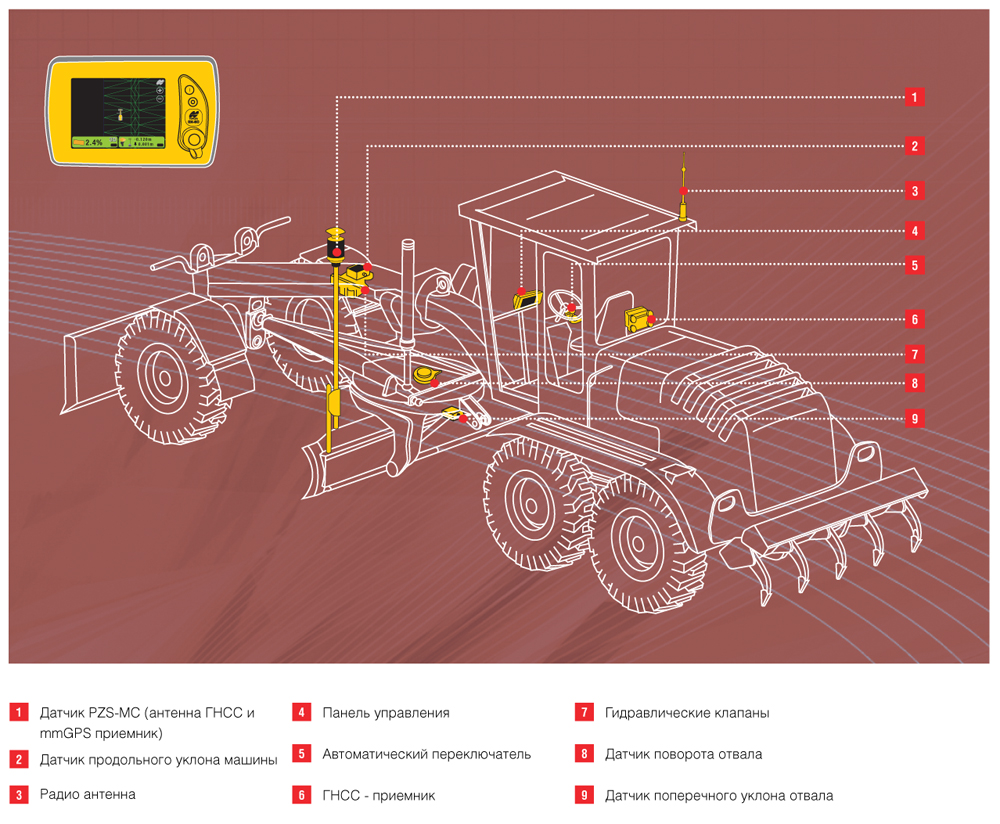 2.4%
1
2
3
4
5
6
7
8
9
1 Датчик PZS-MC (антенна ГНСС и
mmGPS приемник)
2 Датчик продольного уклона машины
3 Радио антенна
4 Панель управления
5 Автоматический переключатель
6 ГНСС - приемник
7 Гидравлические клапаны
8 Датчик поворота отвала
9 Датчик поперечного уклона отвала